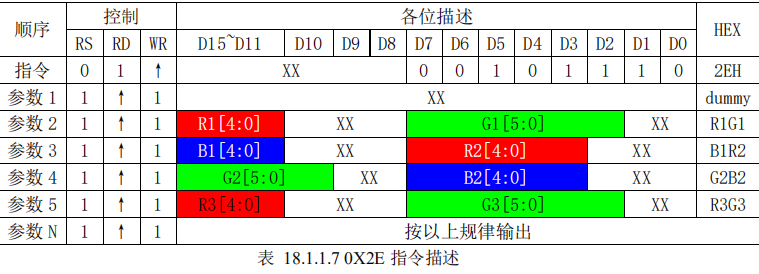 顺序 控制 各位描述 HEX
RS RD WR D15~D11 D10 D9 D8 D7 D6 D5 D4 D3 D2 D1 D0
指令 0 1 ↑ XX 0 0 1 0 1 1 1 0 2EH
参数 1 1 ↑ 1 XX dummy
参数 2 1 ↑ 1 R1[4:0] XX G1[5:0] XX R1G1
参数 3 1 ↑ 1 B1[4:0] XX R2[4:0] XX B1R2
参数 4 1 ↑ 1 G2[5:0] XX B2[4:0] XX G2B2
参数 5 1 ↑ 1 R3[4:0] XX G3[5:0] XX R3G3
参数 N 1 ↑ 1 按以上规律输出
表 18.1.1.7 0X2E 指令描述